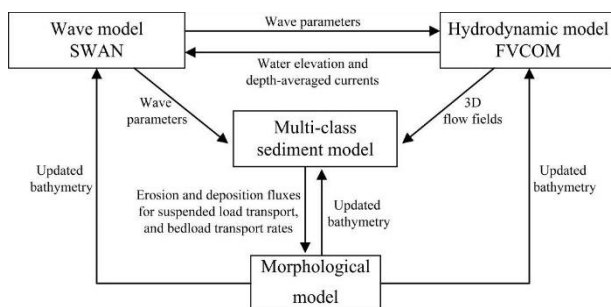 Wave model
SWAN
Wave parameters
Hydrodynamic model
FVCOM
Water elevation and
depth-averaged currents
Wave
parameters
3D
flow fields
Multi-class
sediment model
Updated
bathymetry
Erosion and deposition fluxes
for suspended load transport,
and bedload transport rates
Updated
bathymetry
Updated
bathymetry
Morphological
model